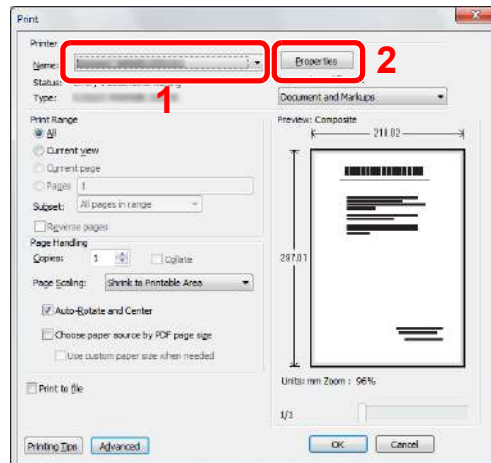 Print
Printer
Name:
Properties
2
Status:
Type:
1
Document and Markups
Print Range
All
Current view
Current page
Pages 1
Subset: All pages in range
Reverse pages
Page Handling
Copies: 1 Collate
Page Scaling: Shrink to Printable Area
Auto-Rotate and Center
Choose paper source by PDF page size
Use custom paper size when needed
Print to file
Preview: Composite
210.02
297.01
Units: mm Zoom : 96%
1/1
Printing Tips Advanced OK Cancel